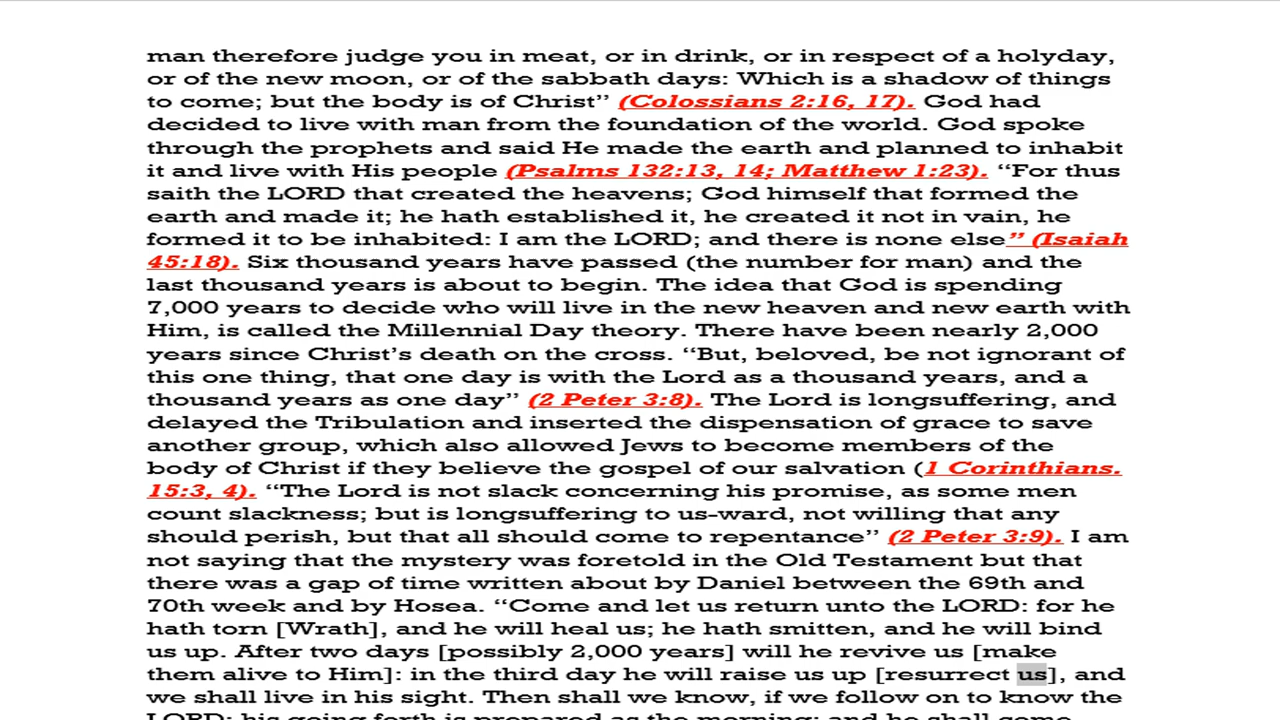 man therefore judge you in meat, or in drink, or in respect of a holyday,
or of the new moon, or of the sabbath days: Which is a shadow of things
to come; but the body is of Christ” (Colossians 2:16, 17). God had
decided to live with man from the foundation of the world. God spoke
through the prophets and said He made the earth and planned to inhabit
it and live with His people (Psalms 132:13, 14; Matthew 1:23). “For thus
saith the LORD that created the heavens; God himself that formed the
earth and made it; he hath established it, he created it not in vain, he
formed it to be inhabited: I am the LORD; and there is none else” (Isaiah
45:18). Six thousand years have passed (the number for man) and the
last thousand years is about to begin. The idea that God is spending
7,000 years to decide who will live in the new heaven and new earth with
Him, is called the Millennial Day theory. There have been nearly 2,000
years since Christ’s death on the cross. “But, beloved, be not ignorant of
this one thing, that one day is with the Lord as a thousand years, and a
thousand years as one day” (2 Peter 3:8). The Lord is longsuffering, and
delayed the Tribulation and inserted the dispensation of grace to save
another group, which also allowed Jews to become members of the
body of Christ if they believe the gospel of our salvation (1 Corinthians.
15:3, 4). “The Lord is not slack concerning his promise, as some men
count slackness; but is longsuffering to us-ward, not willing that any
should perish, but that all should come to repentance” (2 Peter 3:9). I am
not saying that the mystery was foretold in the Old Testament but that
there was a gap of time written about by Daniel between the 69th and
70th week and by Hosea. “Come and let us return unto the LORD: for he
hath torn [Wrath], and he will heal us; he hath smitten, and he will bind
us up. After two days [possibly 2,000 years] will he revive us [make
them alive to Him]: in the third day he will raise us up [resurrect us], and
we shall live in his sight. Then shall we know, if we follow on to know the
LORD: his going forth is prepared as the morning; and he shall come